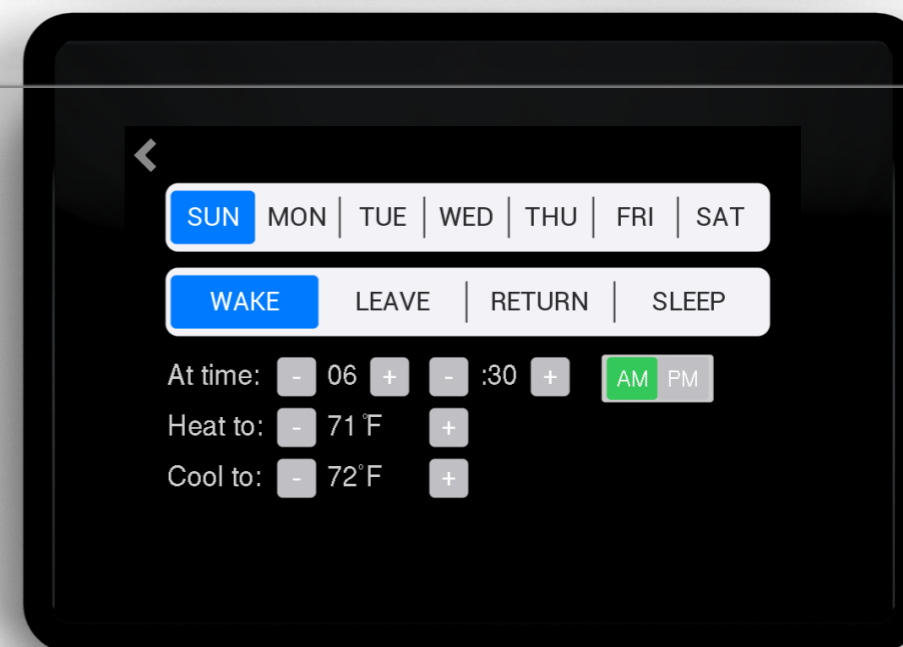 SUN MON TUE WED THU FRI SAT
WAKE LEAVE RETURN SLEEP
At time: - 06 + - :30 + AM PM
Heat to: - 71°F +
Cool to: - 72°F +